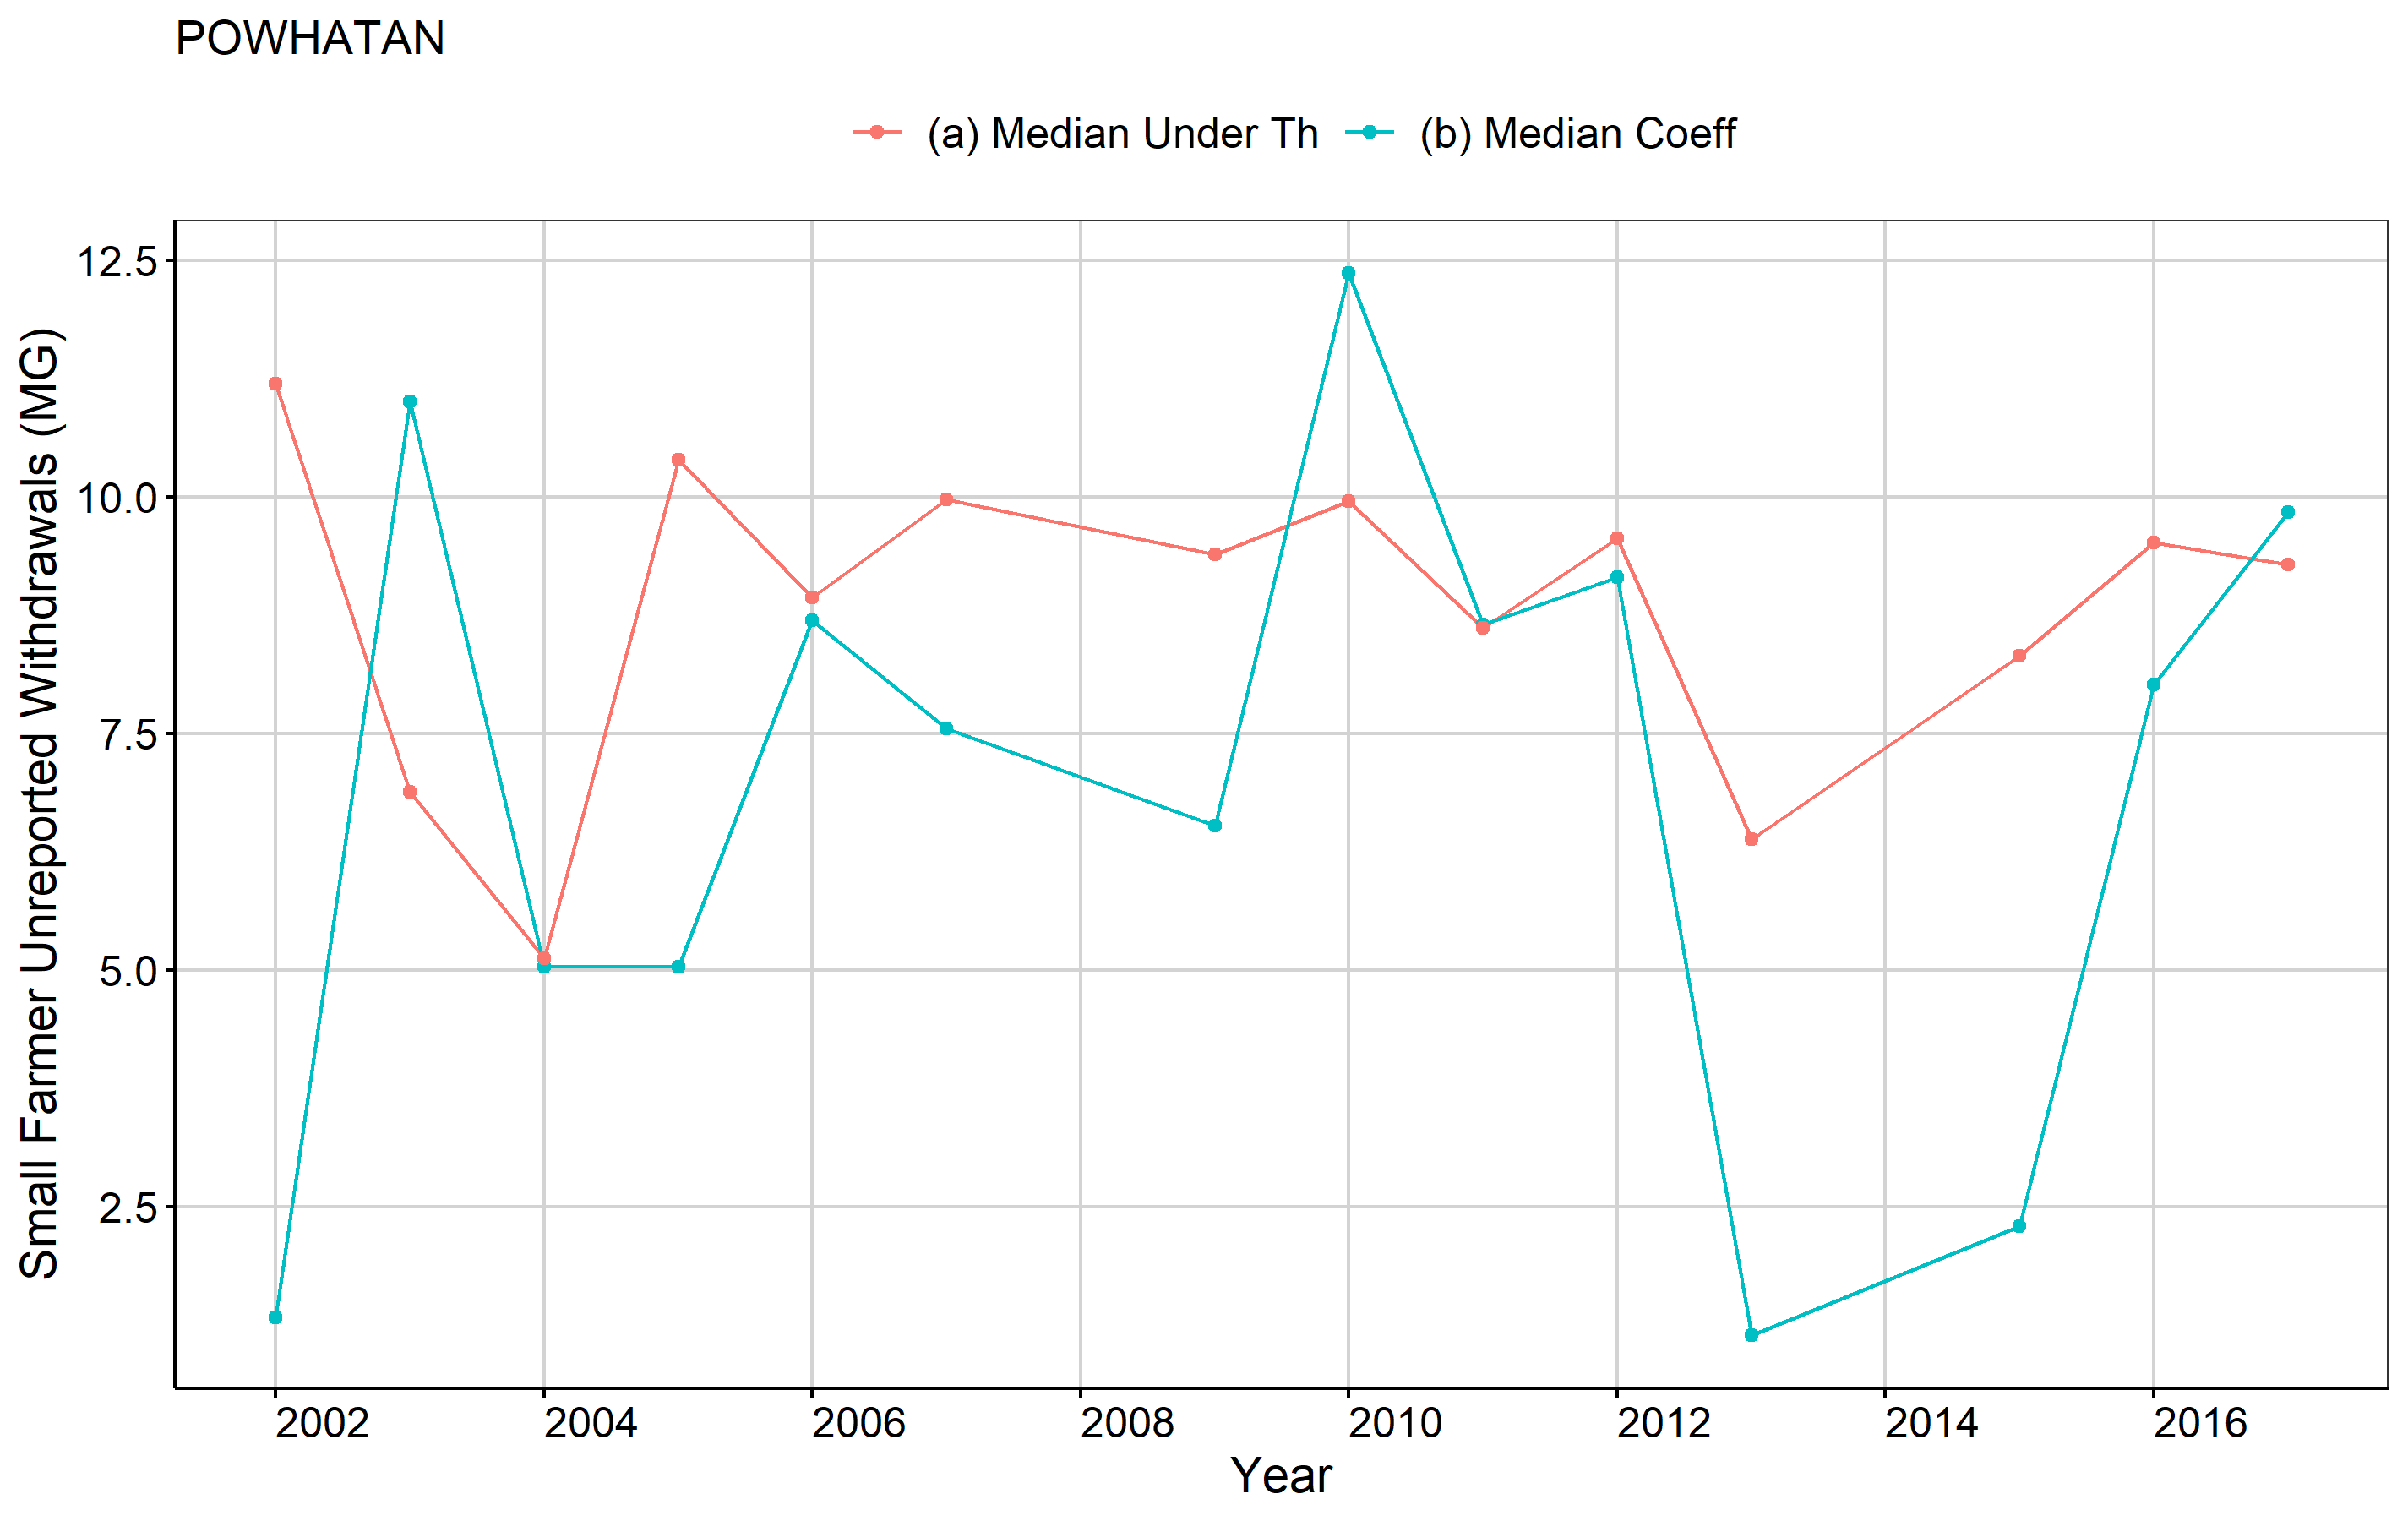 POWHATAN
(a) Median Under Th (b) Median Coeff
Small Farmer Unreported Withdrawals (MG)
12.5
10.0
7.5
5.0
2.5
2002 2004 2006 2008 2010 2012 2014 2016
Year